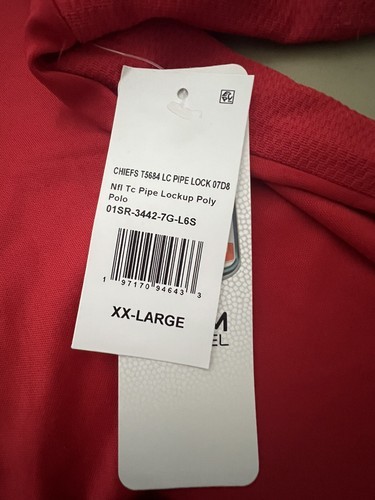 CHIEFS T5684 LC PIPE LOCK 07D8
Nfl Tc Pipe Lockup Poly
Polo
01SR-3442-7G-L6S
1 97170 94643 3
XX-LARGE